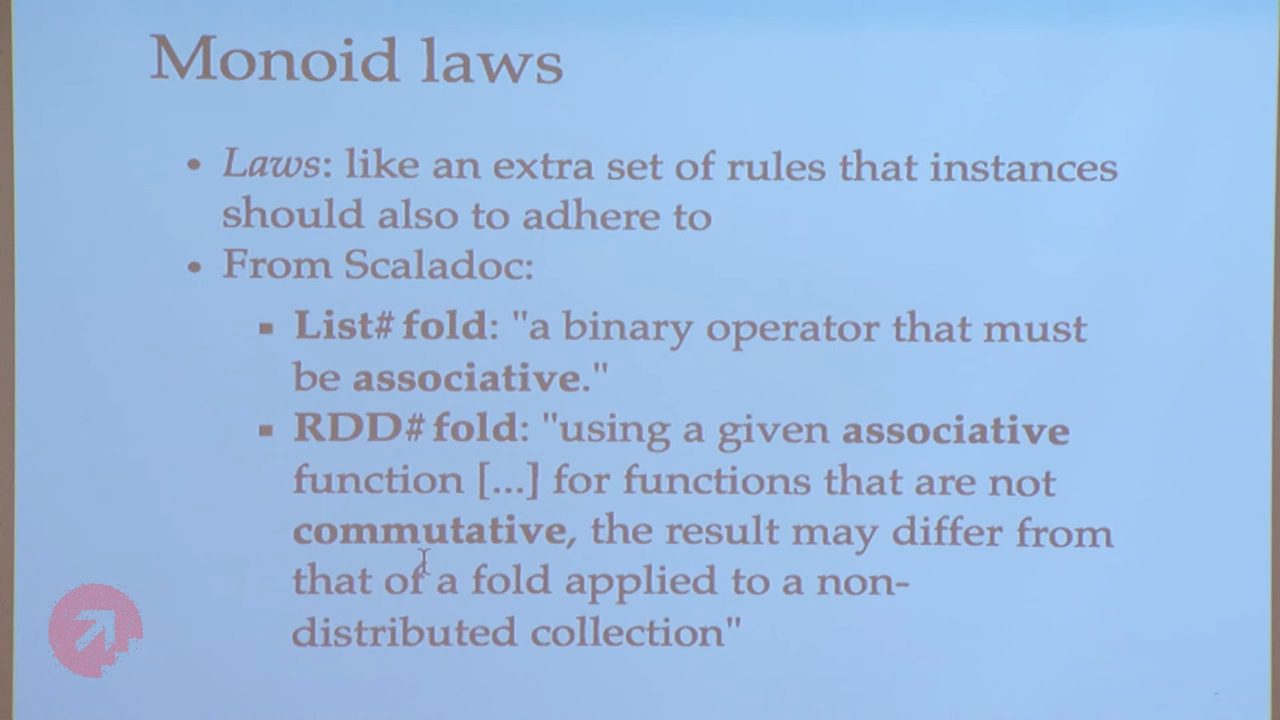 Monoid laws
• Laws: like an extra set of rules that instances
should also to adhere to
• From Scaladoc:
▪ List#fold: "a binary operator that must
be associative."
▪ RDD#fold: "using a given associative
function [...] for functions that are not
commutative, the result may differ from
that of a fold applied to a non-
distributed collection"